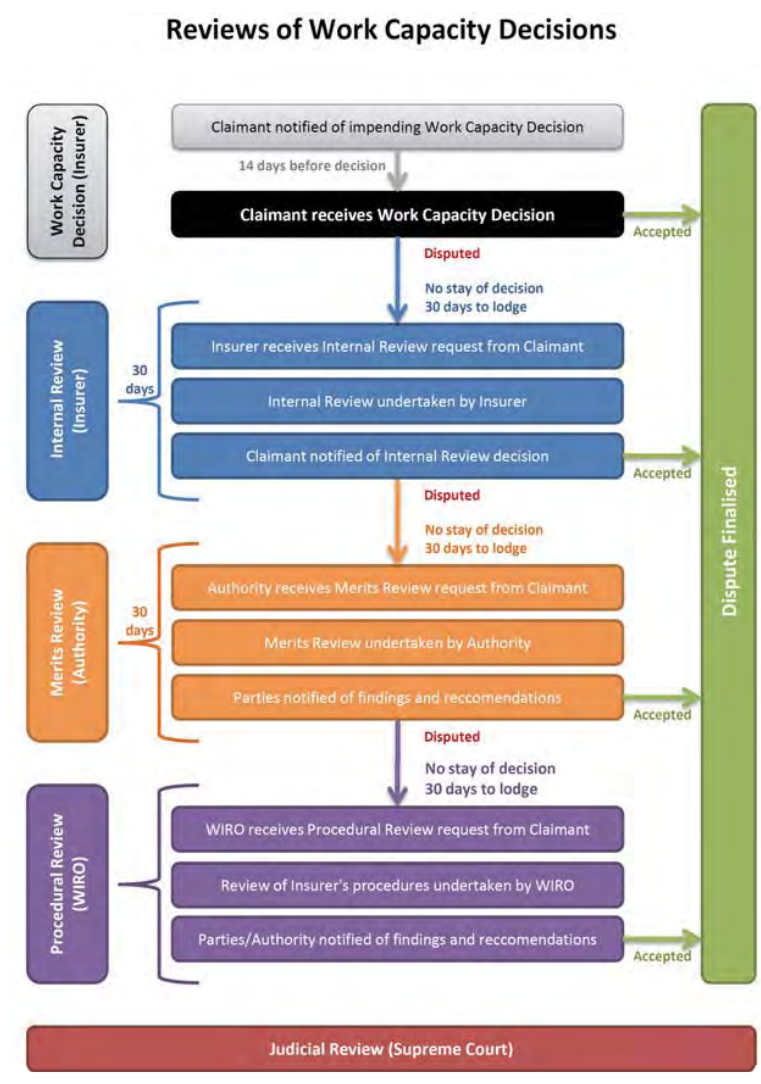 Reviews of Work Capacity Decisions
Work Capacity
Decision (Insurer)
Claimant notified of impending Work Capacity Decision
14 days before decision
Claimant receives Work Capacity Decision
Accepted
Disputed
No stay of decision
30 days to lodge
Internal Review
(Insurer)
30
days
Insurer receives Internal Review request from Claimant
Internal Review undertaken by Insurer
Claimant notified of Internal Review decision
Accepted
Disputed
No stay of decision
30 days to lodge
Merits Review
(Authority)
30
days
Authority receives Merits Review request from Claimant
Merits Review undertaken by Authority
Parties notified of findings and reccomendations
Accepted
Disputed
No stay of decision
30 days to lodge
Procedural Review
(WIRO)
WIRO receives Procedural Review request from Claimant
Review of Insurer's procedures undertaken by WIRO
Parties/Authority notified of findings and reccomendations
Accepted
Dispute Finalised
Judicial Review (Supreme Court)